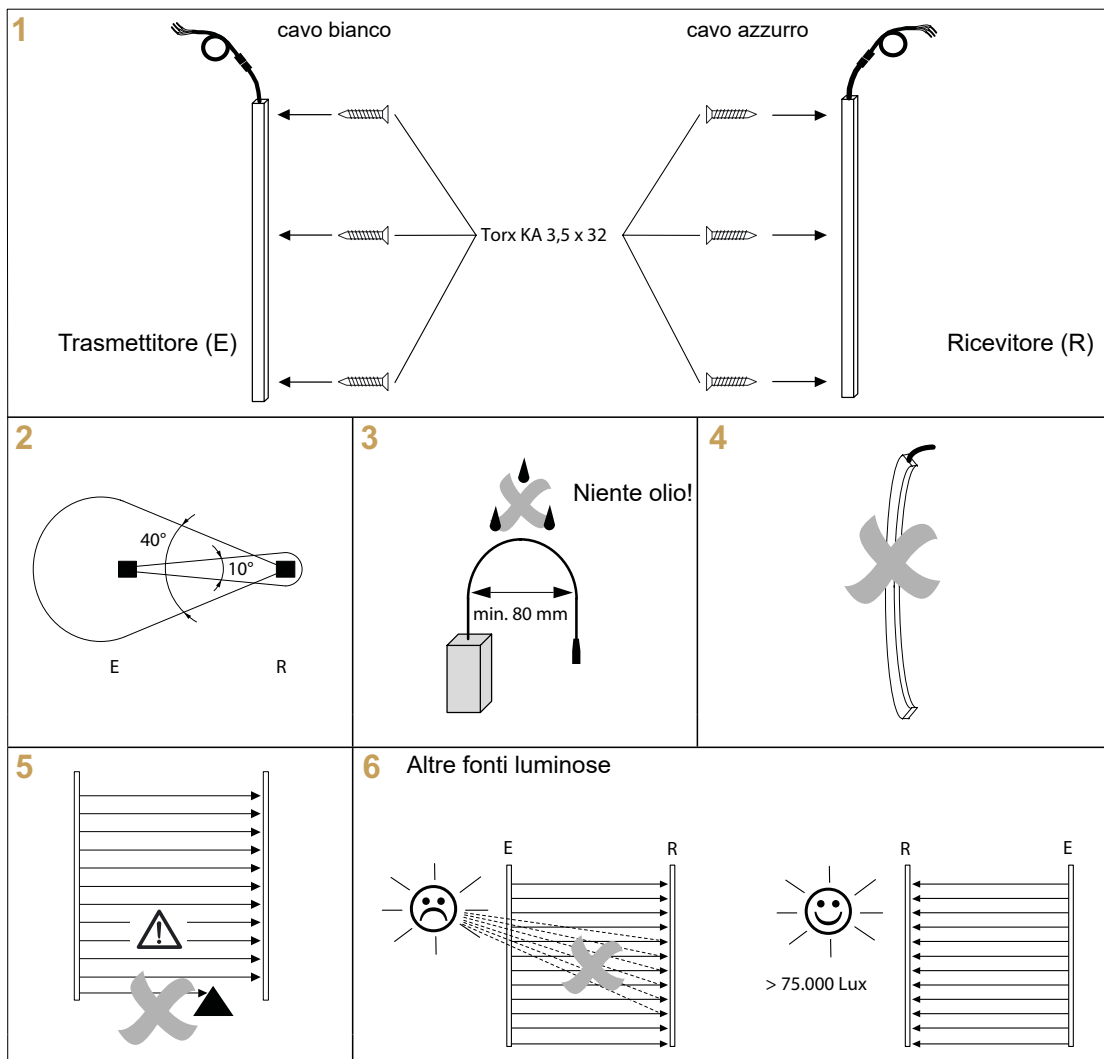 1
cavo bianco
cavo azzurro
Torx KA 3,5 x 32
Trasmettitore (E)
Ricevitore (R)
2
40°
10°
E
R
3
Niente olio!
min. 80 mm
4
5
6
Altre fonti luminose
E
R
R
E
> 75.000 Lux